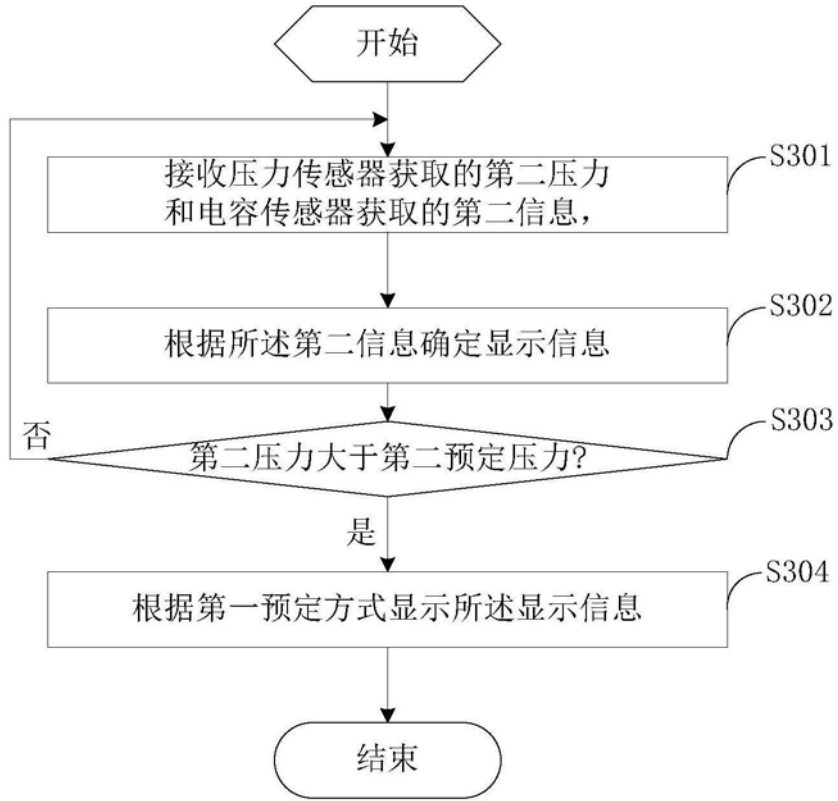 开始
接收压力传感器获取的第二压力
和电容传感器获取的第二信息，
S301
根据所述第二信息确定显示信息
S302
第二压力大于第二预定压力?
S303
否
是
根据第一预定方式显示所述显示信息
S304
结束